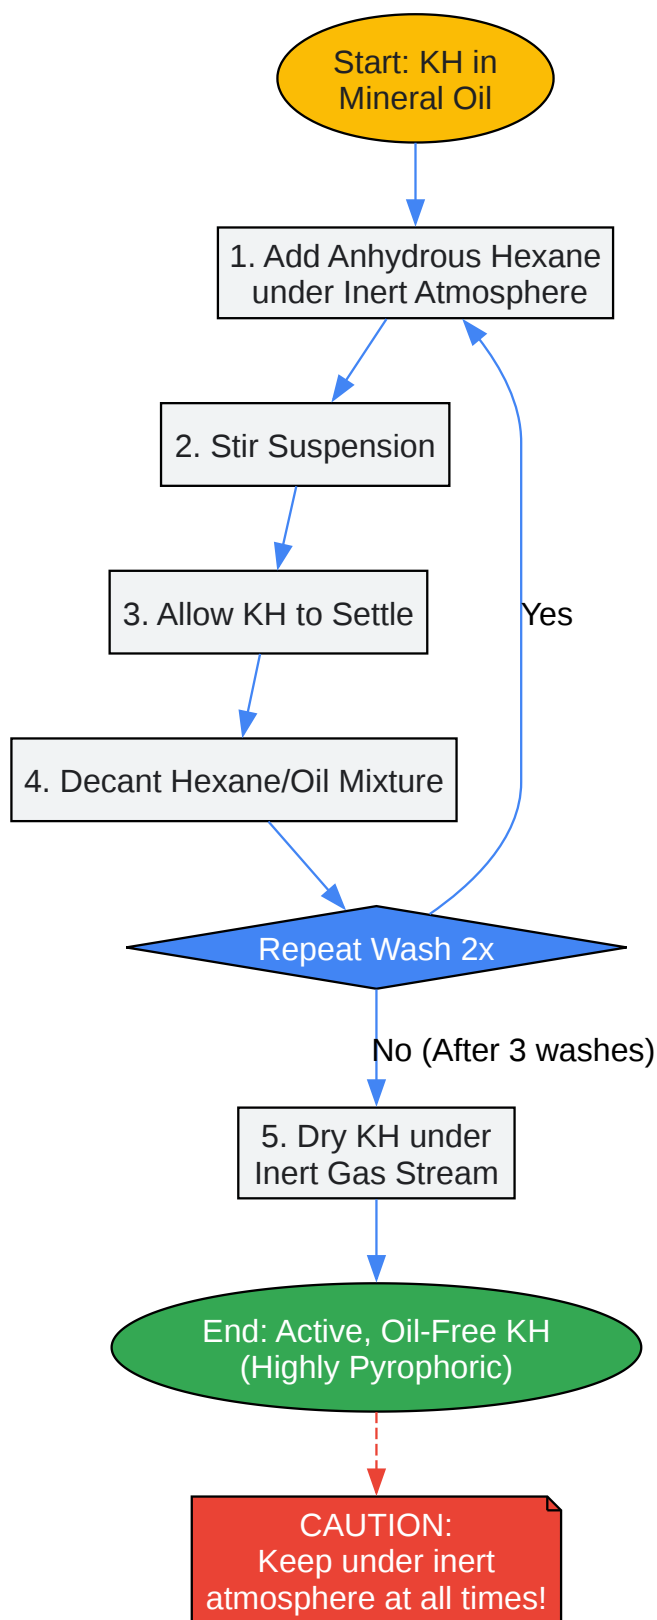 Start: KH in
Mineral Oil
1. Add Anhydrous Hexane
under Inert Atmosphere
2. Stir Suspension
3. Allow KH to Settle
Yes
4. Decant Hexane/Oil Mixture
Repeat Wash 2x
No (After 3 washes)
5. Dry KH under
Inert Gas Stream
End: Active, Oil-Free KH
(Highly Pyrophoric)
CAUTION:
Keep under inert
atmosphere at all times!